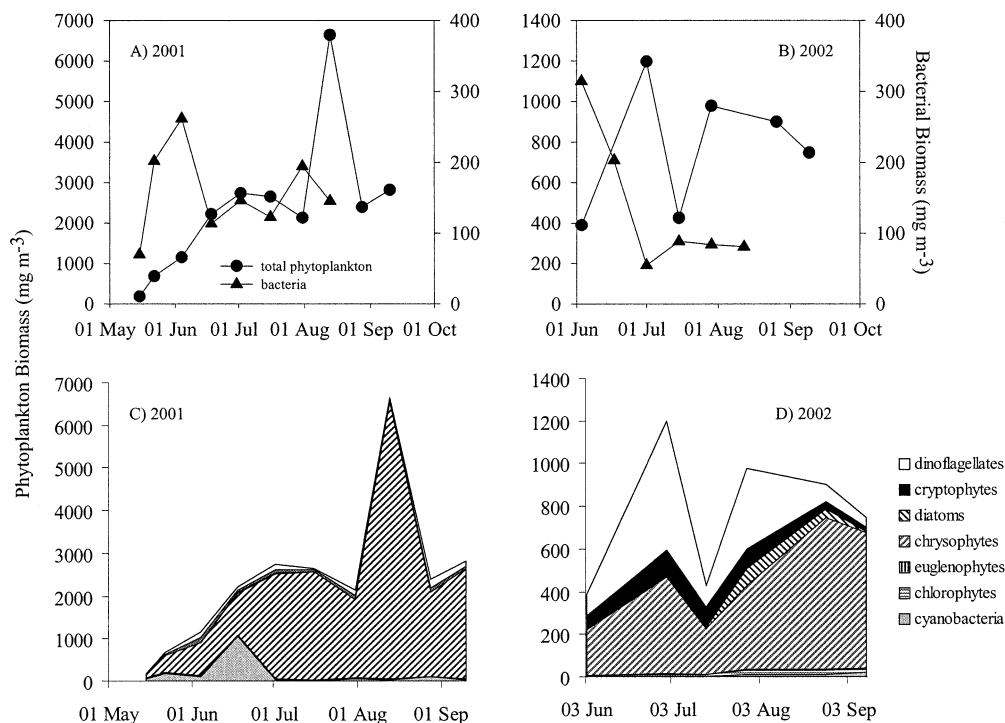 A) 2001
7000
6000
5000
4000
3000
2000
1000
0
400
300
200
100
0
total phytoplankton
bacteria
01 May 01 Jun 01 Jul 01 Aug 01 Sep 01 Oct
B) 2002
1400
1200
1000
800
600
400
200
0
400
300
200
100
0
01 Jun 01 Jul 01 Aug 01 Sep 01 Oct
Bacterial Biomass (mg m-3)
Phytoplankton Biomass (mg m-3)
C) 2001
7000
6000
5000
4000
3000
2000
1000
0
01 May 01 Jun 01 Jul 01 Aug 01 Sep
D) 2002
1400
1200
1000
800
600
400
200
0
03 Jun 03 Jul 03 Aug 03 Sep
dinoflagellates
cryptophytes
diatoms
chrysophytes
euglenophytes
chlorophytes
cyanobacteria